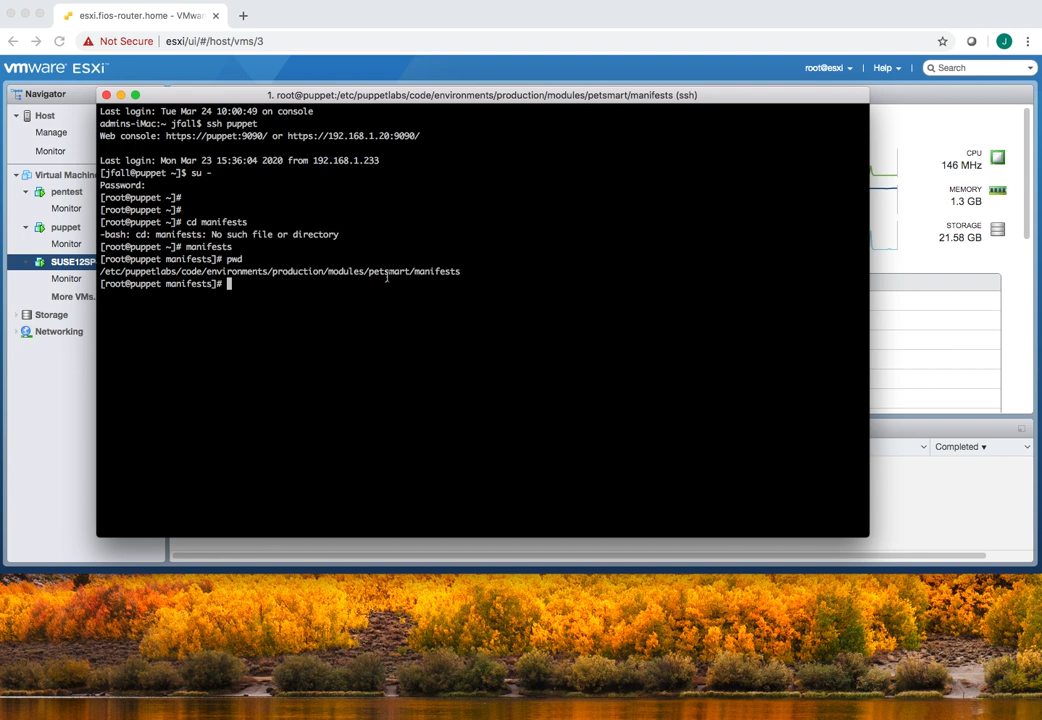 esxi.fios-router.home - VMwar
Not Secure esxi/ui/#/host/vms/3
J
vmware® ESXi™
root@esxi Help Search
Navigator
1. root@puppet:/etc/puppetlabs/code/environments/production/modules/petsmart/manifests (ssh)
Host
Manage
Monitor
Virtual Machin
pentest
Monitor
puppet
Monitor
SUSE12SP
Monitor
More VMs.
Storage
Networking
Last login: Tue Mar 24 10:00:49 on console
admins-iMac:~ jfall$ ssh puppet
Web console: https://puppet:9090/ or https://192.168.1.20:9090/
Last login: Mon Mar 23 15:36:04 2020 from 192.168.1.233
[jfall@puppet ~]$ su -
Password:
[root@puppet ~]#
[root@puppet ~]#
[root@puppet ~]# cd manifests
-bash: cd: manifests: No such file or directory
[root@puppet ~]# manifests
[root@puppet manifests]# pwd
/etc/puppetlabs/code/environments/production/modules/petsmart/manifests
[root@puppet manifests]#
CPU
146 MHz
MEMORY
1.3 GB
STORAGE
21.58 GB
Completed